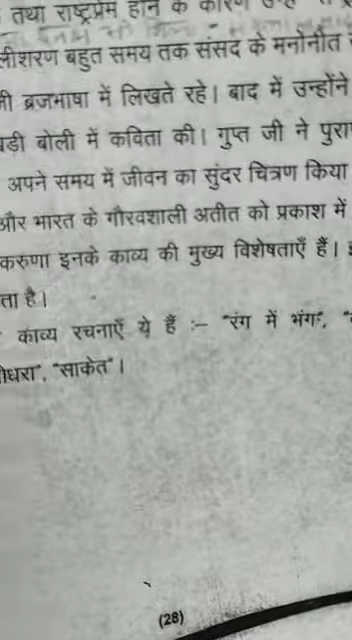 तथा राष्ट्रप्रेम होने के कारण
लीशरण बहुत समय तक संसद के मनोनीत
जी ब्रजभाषा में लिखते रहे। बाद में उन्होंने
बड़ी बोली में कविता की। गुप्त जी ने पुरा
अपने समय में जीवन का सुंदर चित्रण किया
और भारत के गौरवशाली अतीत को प्रकाश में
करुणा इनके काव्य की मुख्य विशेषताएँ हैं।
ता है।
काव्य रचनाएँ ये हैं :– "रंग में भंग",
ोधरा", "साकेत"।
(28)